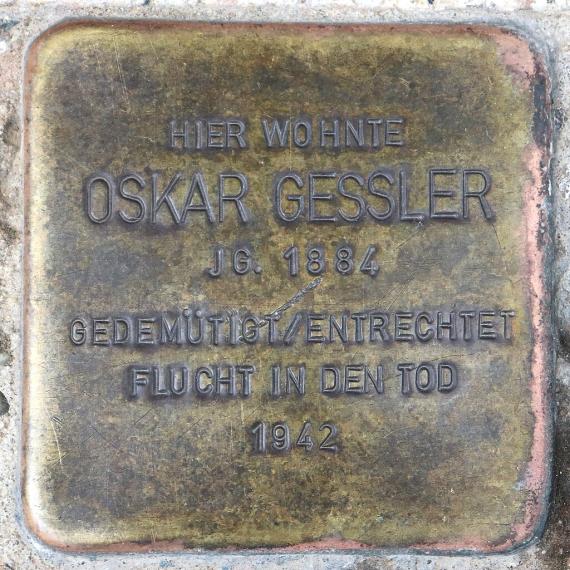 HIER WOHNTE
OSKAR GESSLER
JG. 1884
GEDEMÜTIGT/ENTRECHTET
FLUCHT IN DEN TOD
1942